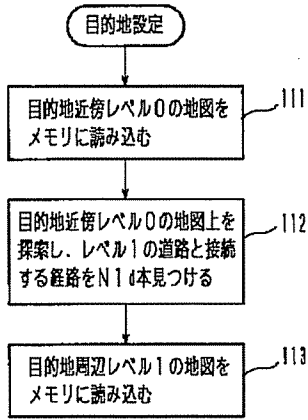 目的地設定
目的地近傍レベル0の地図を
メモリに読み込む
111
目的地近傍レベル0の地図上を
探索し、レベル1の道路と接続
する経路をN1d本見つける
112
目的地周辺レベル1の地図を
メモリに読み込む
113